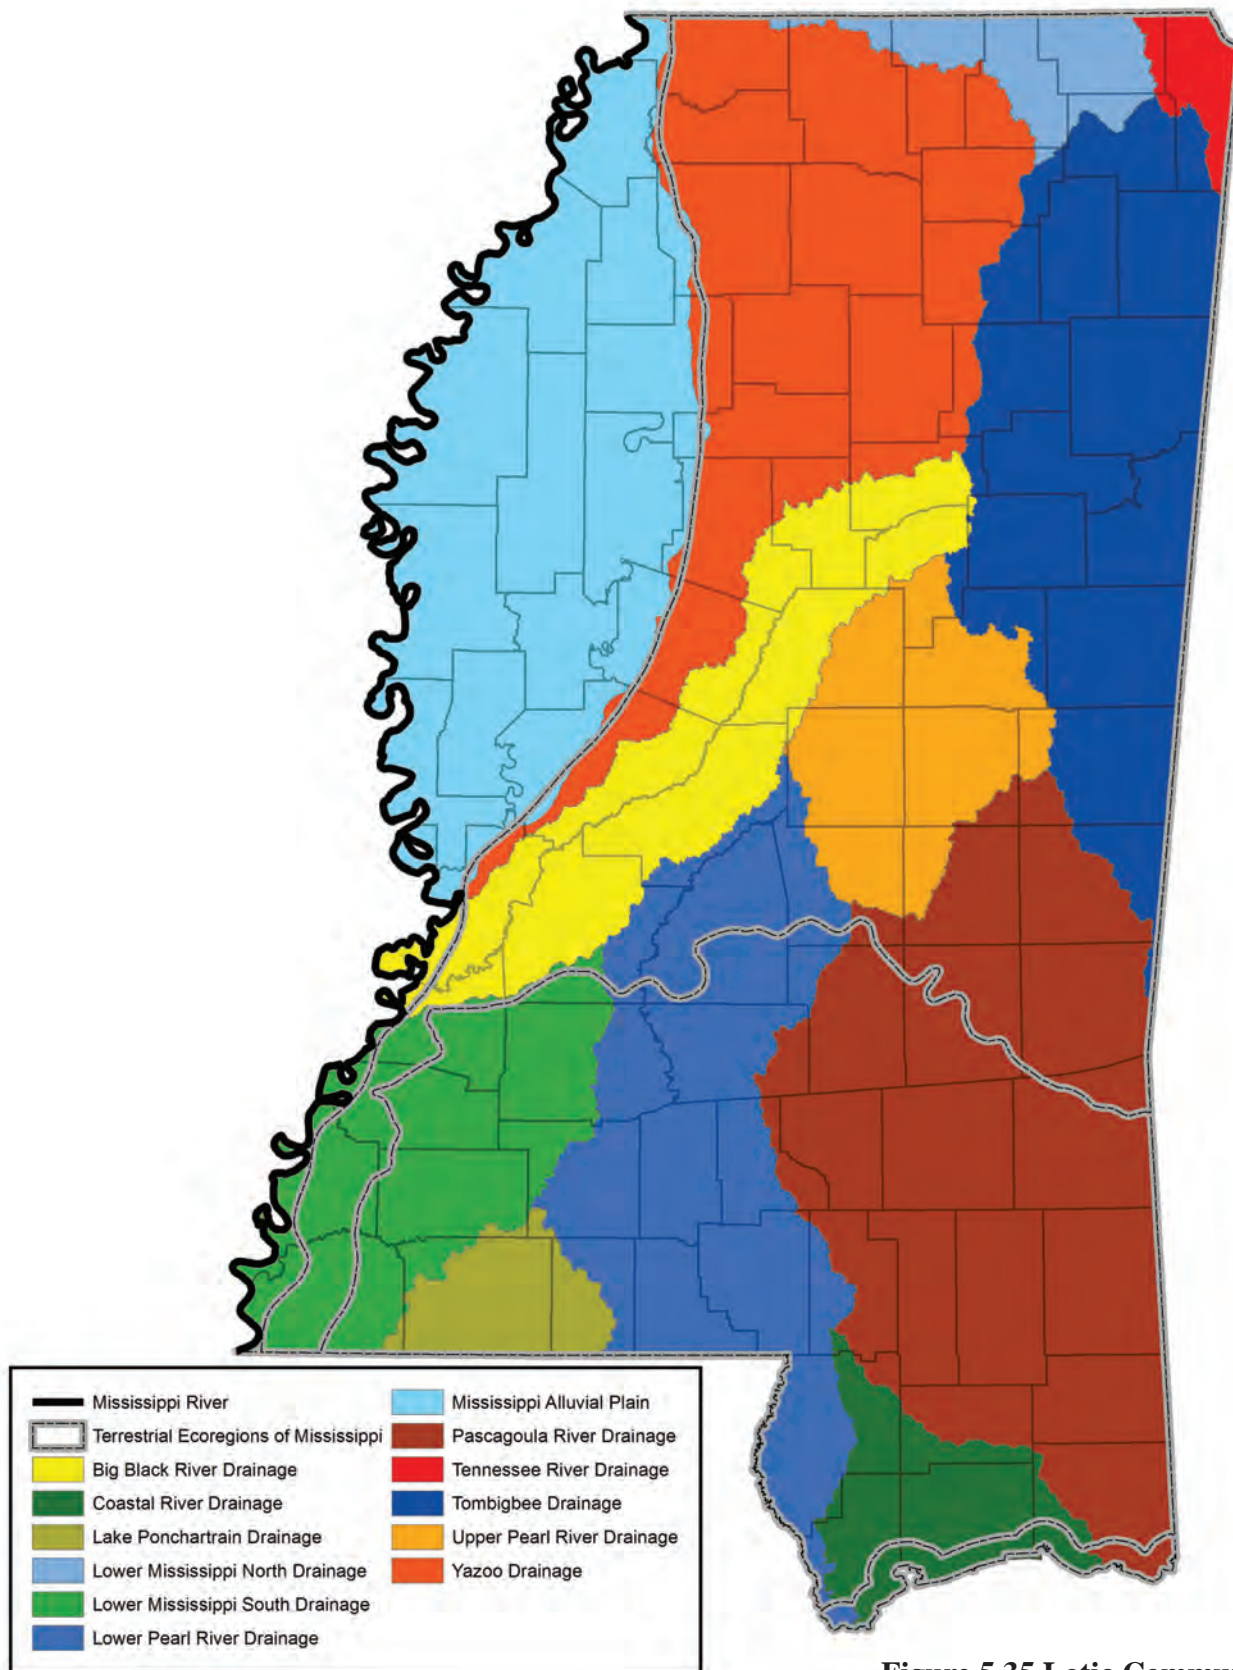 Mississippi River
Terrestrial Ecoregions of Mississippi
Big Black River Drainage
Coastal River Drainage
Lake Ponchartrain Drainage
Lower Mississippi North Drainage
Lower Mississippi South Drainage
Lower Pearl River Drainage
Mississippi Alluvial Plain
Pascagoula River Drainage
Tennessee River Drainage
Tombigbee Drainage
Upper Pearl River Drainage
Yazoo Drainage
Figure 5.35 Lotic